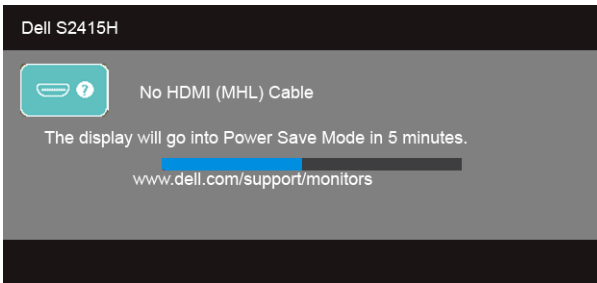 Dell S2415H
?
No HDMI (MHL) Cable
The display will go into Power Save Mode in 5 minutes.
www.dell.com/support/monitors